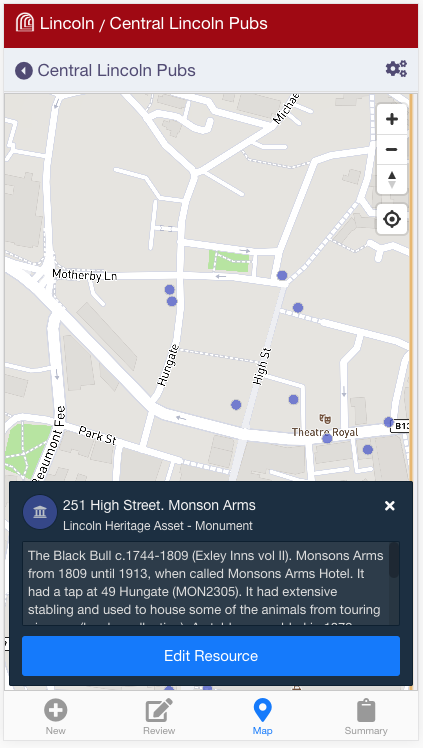 Lincoln / Central Lincoln Pubs
Central Lincoln Pubs
Michae
Motherby Ln
Hungate
High St
B13
Theatre Royal
Park St
Beaumont Fee
251 High Street. Monson Arms
Lincoln Heritage Asset - Monument
The Black Bull c.1744-1809 (Exley Inns vol II). Monsons Arms
from 1809 until 1913, when called Monsons Arms Hotel. It
had a tap at 49 Hungate (MON2305). It had extensive
stabling and used to house some of the animals from touring
Edit Resource
New
Review
Map
Summary